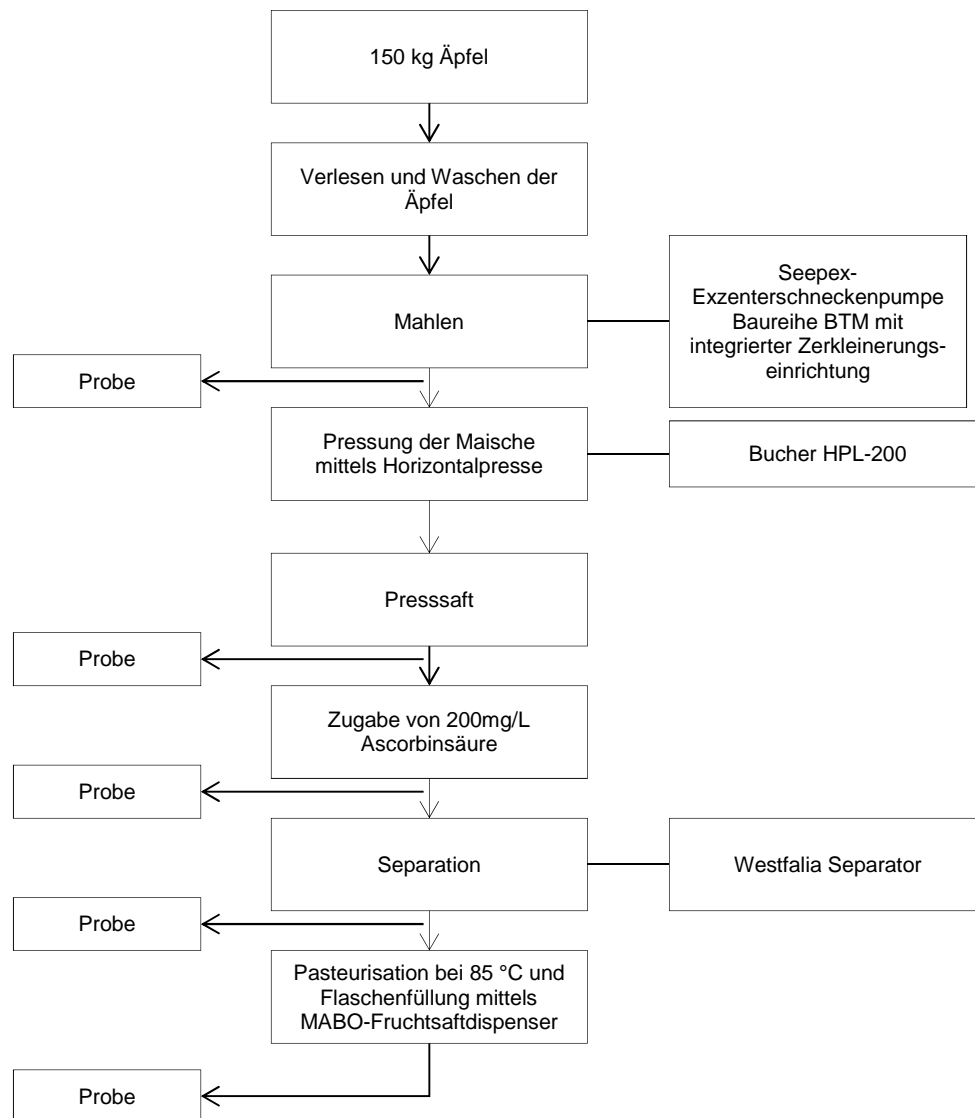 150 kg Äpfel
Verlesen und Waschen der
Äpfel
Mahlen
Seepex-
Exzenterschneckenpumpe
Baureihe BTM mit
integrierter Zerkleinerungs-
einrichtung
Probe
Pressung der Maische
mittels Horizontalpresse
Bucher HPL-200
Presssaft
Probe
Zugabe von 200mg/L
Ascorbinsäure
Probe
Separation
Westfalia Separator
Probe
Pasteurisation bei 85 °C und
Flaschenfüllung mittels
MABO-Fruchtsaftdispenser
Probe